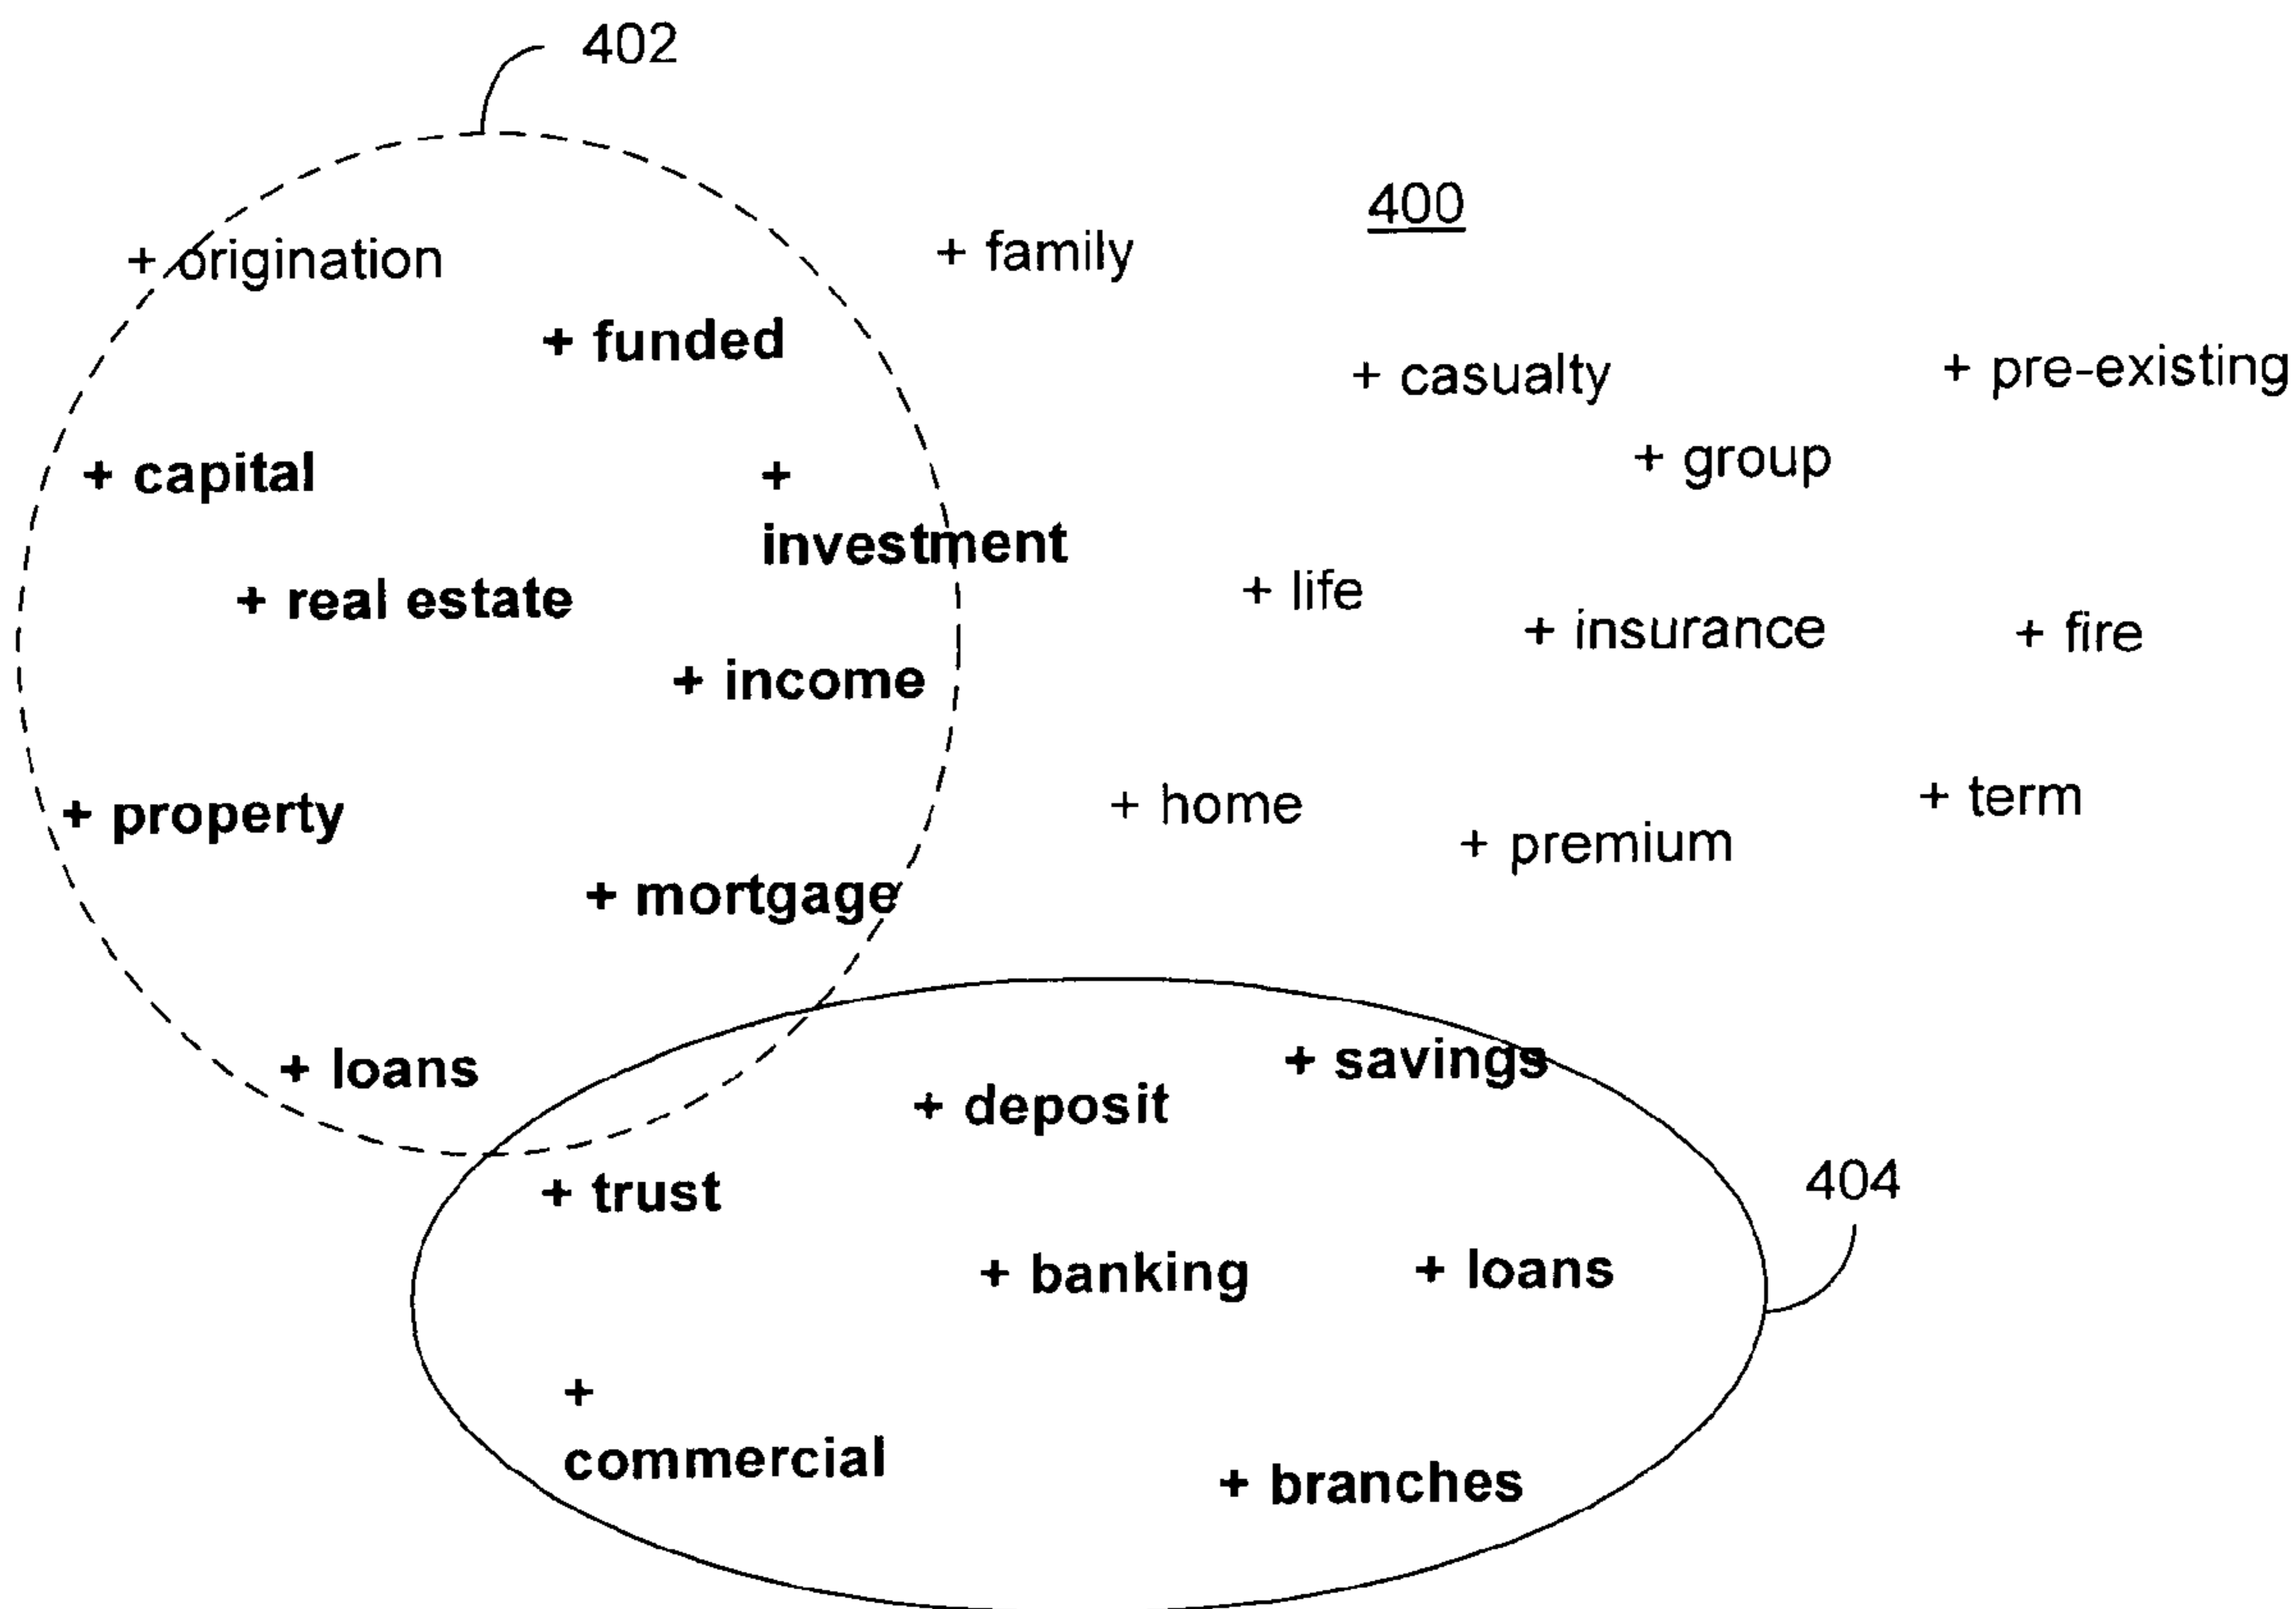 402
400
+ origination
+ family
+ funded
+ casualty
+ pre-existing
+ capital
+
investment
+ group
+ real estate
+ life
+ insurance
+ fire
+ income
+ property
+ home
+ term
+ premium
+ mortgage
+ loans
+ savings
+ deposit
+ trust
404
+ banking
+ loans
+
commercial
+ branches